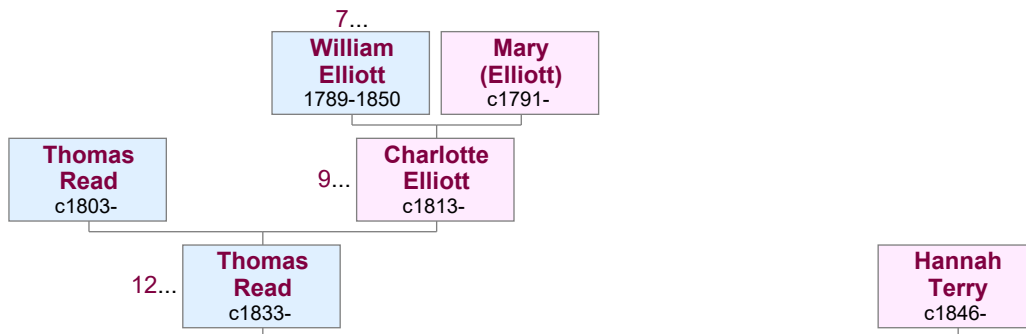 7...
William
Elliott
1789-1850
Mary
(Elliott)
c1791-
Thomas
Read
c1803-
9...
Charlotte
Elliott
c1813-
12...
Thomas
Read
c1833-
Hannah
Terry
c1846-